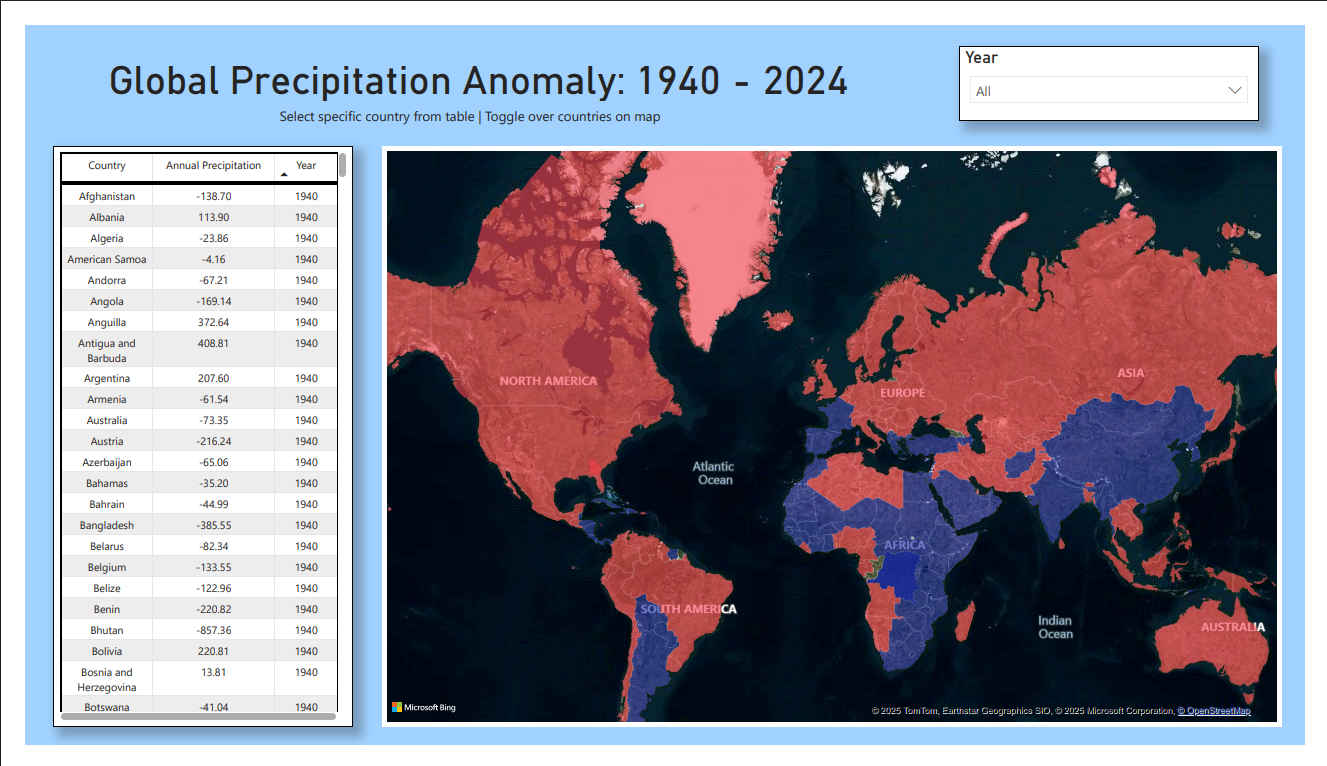 Global Precipitation Anomaly: 1940 - 2024
Select specific country from table | Toggle over countries on map
Year
All
Country Annual Precipitation Year
Afghanistan -138.70 1940
Albania 113.90 1940
Algeria -23.86 1940
American Samoa -4.16 1940
Andorra -67.21 1940
Angola -169.14 1940
Anguilla 372.64 1940
Antigua and 408.81 1940
Barbuda
Argentina 207.60 1940
Armenia -61.54 1940
Australia -73.35 1940
Austria -216.24 1940
Azerbaijan -65.06 1940
Bahamas -35.20 1940
Bahrain -44.99 1940
Bangladesh -385.55 1940
Belarus -82.34 1940
Belgium -133.55 1940
Belize -122.96 1940
Benin -220.82 1940
Bhutan -857.36 1940
Bolivia 220.81 1940
Bosnia and 13.81 1940
Herzegovina
Botswana -41.04 1940
NORTH AMERICA
EUROPE
ASIA
Atlantic
Ocean
AFRICA
SOUTH AMERICA
Indian
Ocean
AUSTRALIA
Microsoft Bing
© 2025 TomTom, Earthstar Geographics SIO, © 2025 Microsoft Corporation, © OpenStreetMap